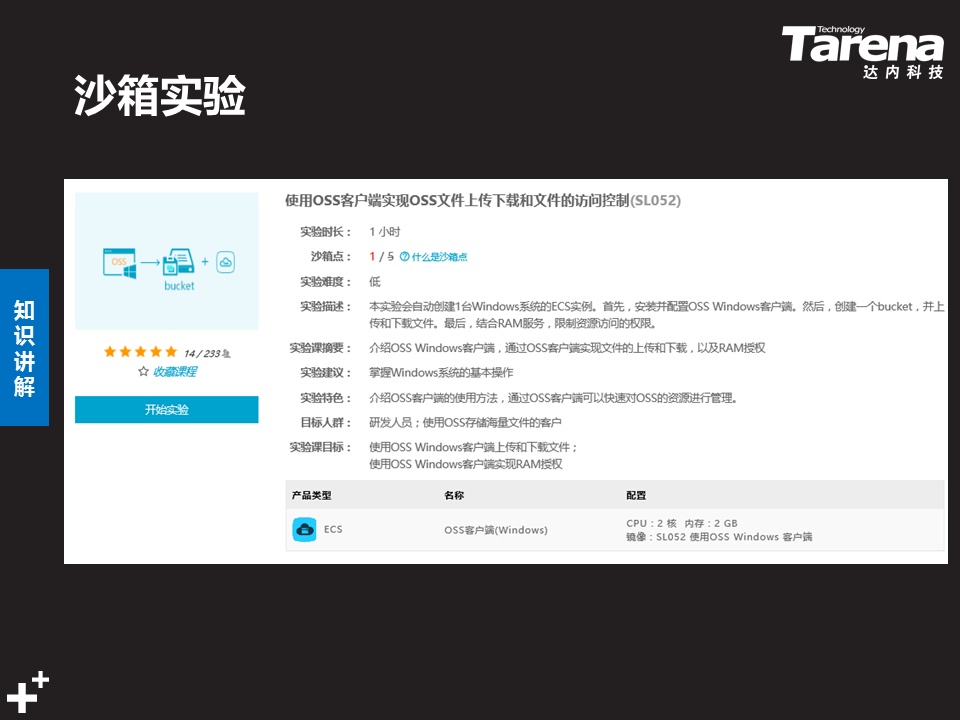 Technology
Tarena
达内科技
沙箱实验
知识讲解
OSS
bucket
14 / 233
收藏课程
开始实验
使用OSS客户端实现OSS文件上传下载和文件的访问控制(SL052)
实验时长： 1 小时
沙箱点： 1 / 5 什么是沙箱点
实验难度： 低
实验描述： 本实验会自动创建1台Windows系统的ECS实例。首先，安装并配置OSS Windows客户端。然后，创建一个bucket，并上
传和下载文件。最后，结合RAM服务，限制资源访问的权限。
实验课摘要： 介绍OSS Windows客户端，通过OSS客户端实现文件的上传和下载，以及RAM授权
实验建议： 掌握Windows系统的基本操作
实验特色： 介绍OSS客户端的使用方法，通过OSS客户端可以快速对OSS的资源进行管理。
目标人群： 研发人员；使用OSS存储海量文件的客户
实验课目标： 使用OSS Windows客户端上传和下载文件；
使用OSS Windows客户端实现RAM授权
产品类型 名称 配置
ECS OSS客户端(Windows) CPU：2 核 内存：2 GB
镜像：SL052 使用OSS Windows 客户端